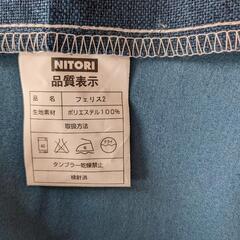 NITORI
品質表示
品名 フェリス2
生地素材 ポリエステル100%
取扱方法
タンブラー乾燥禁止
検針済